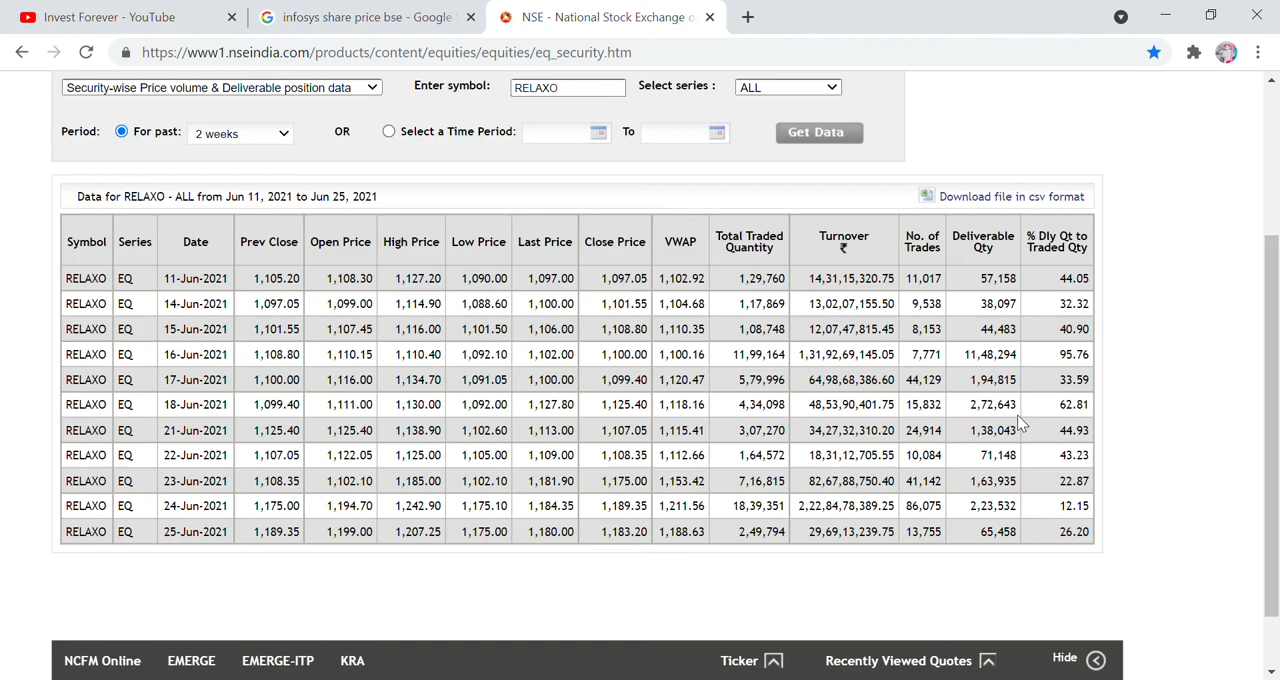 Invest Forever - YouTube
infosys share price bse - Google
NSE - National Stock Exchange
https://www1.nseindia.com/products/content/equities/equities/eq_security.htm
Security-wise Price volume & Deliverable position data Enter symbol: RELAXO Select series : ALL
Period: For past: 2 weeks OR Select a Time Period: To Get Data
Data for RELAXO - ALL from Jun 11, 2021 to Jun 25, 2021 Download file in csv format
Symbol Series Date Prev Close Open Price High Price Low Price Last Price Close Price VWAP Total Traded Quantity Turnover ₹ No. of Trades Deliverable Qty % Dly Qt to Traded Qty
RELAXO EQ 11-Jun-2021 1,105.20 1,108.30 1,127.20 1,090.00 1,097.00 1,097.05 1,102.92 1,29,760 14,31,15,320.75 11,017 57,158 44.05
RELAXO EQ 14-Jun-2021 1,097.05 1,099.00 1,114.90 1,088.60 1,100.00 1,101.55 1,104.68 1,17,869 13,02,07,155.50 9,538 38,097 32.32
RELAXO EQ 15-Jun-2021 1,101.55 1,107.45 1,116.00 1,101.50 1,106.00 1,108.80 1,110.35 1,08,748 12,07,47,815.45 8,153 44,483 40.90
RELAXO EQ 16-Jun-2021 1,108.80 1,110.15 1,110.40 1,092.10 1,102.00 1,100.00 1,100.16 11,99,164 1,31,92,69,145.05 7,771 11,48,294 95.76
RELAXO EQ 17-Jun-2021 1,100.00 1,116.00 1,134.70 1,091.05 1,100.00 1,099.40 1,120.47 5,79,996 64,98,68,386.60 44,129 1,94,815 33.59
RELAXO EQ 18-Jun-2021 1,099.40 1,111.00 1,130.00 1,092.00 1,127.80 1,125.40 1,118.16 4,34,098 48,53,90,401.75 15,832 2,72,643 62.81
RELAXO EQ 21-Jun-2021 1,125.40 1,125.40 1,138.90 1,102.60 1,113.00 1,107.05 1,115.41 3,07,270 34,27,32,310.20 24,914 1,38,043 44.93
RELAXO EQ 22-Jun-2021 1,107.05 1,122.05 1,125.00 1,105.00 1,109.00 1,108.35 1,112.66 1,64,572 18,31,12,705.55 10,084 71,148 43.23
RELAXO EQ 23-Jun-2021 1,108.35 1,102.10 1,185.00 1,102.10 1,181.90 1,175.00 1,153.42 7,16,815 82,67,88,750.40 41,142 1,63,935 22.87
RELAXO EQ 24-Jun-2021 1,175.00 1,194.70 1,242.90 1,175.10 1,184.35 1,189.35 1,211.56 18,39,351 2,22,84,78,389.25 86,075 2,23,532 12.15
RELAXO EQ 25-Jun-2021 1,189.35 1,199.00 1,207.25 1,175.00 1,180.00 1,183.20 1,188.63 2,49,794 29,69,13,239.75 13,755 65,458 26.20
NCFM Online EMERGE EMERGE-ITP KRA Ticker Recently Viewed Quotes Hide